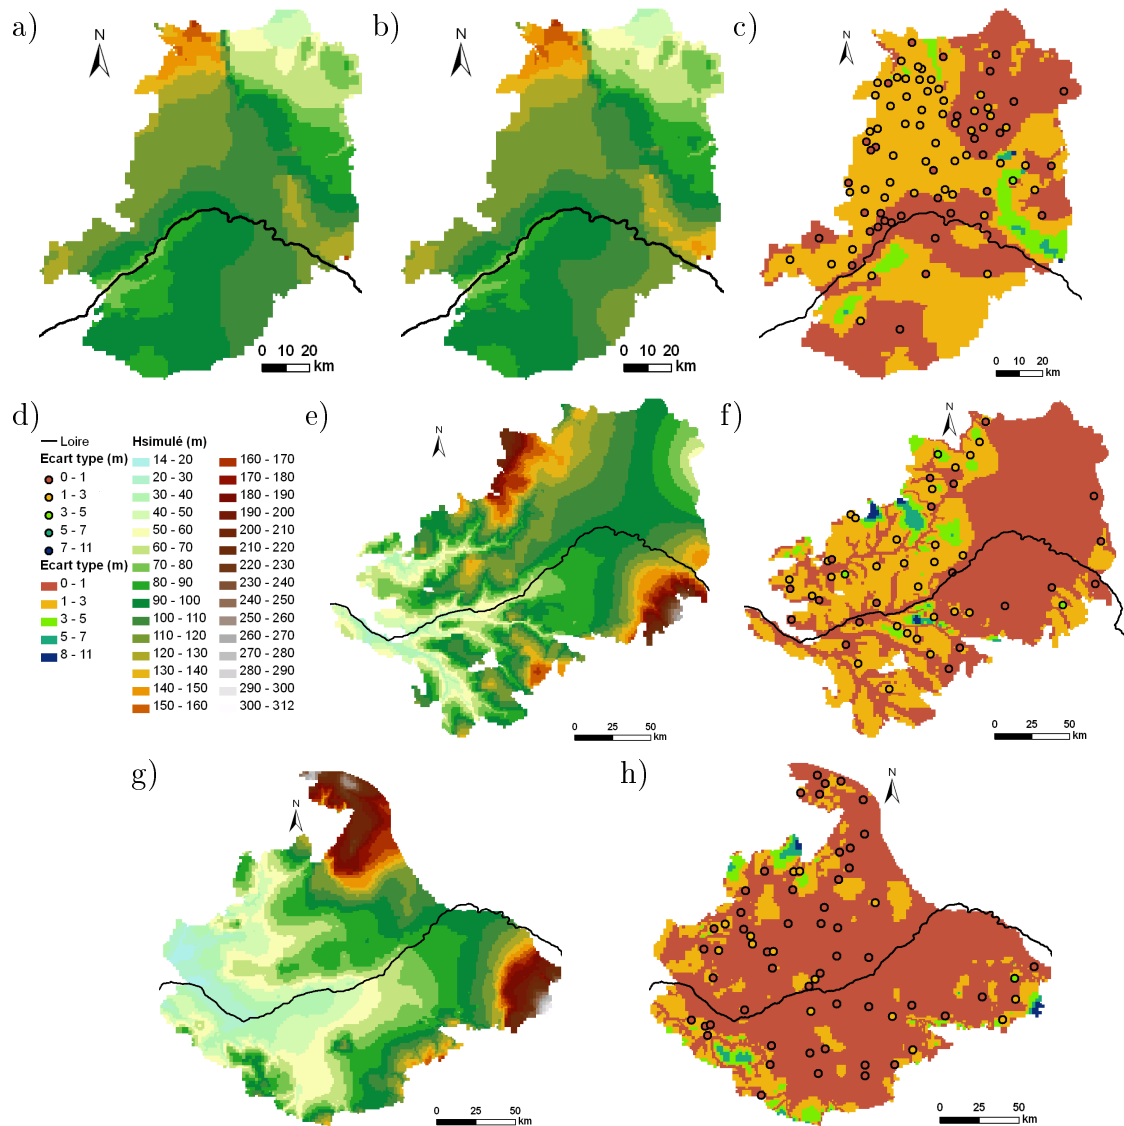 a)
N
0 10 20
km
b)
N
0 10 20
km
c)
N
0 10 20
km
d)
Loire
Ecart type (m)
0 - 1
1 - 3
3 - 5
5 - 7
7 - 11
Ecart type (m)
0 - 1
1 - 3
3 - 5
5 - 7
8 - 11
Hsimulé (m)
14 - 20
20 - 30
30 - 40
40 - 50
50 - 60
60 - 70
70 - 80
80 - 90
90 - 100
100 - 110
110 - 120
120 - 130
130 - 140
140 - 150
150 - 160
160 - 170
170 - 180
180 - 190
190 - 200
200 - 210
210 - 220
220 - 230
230 - 240
240 - 250
250 - 260
260 - 270
270 - 280
280 - 290
290 - 300
300 - 312
e)
N
0 25 50
km
f)
N
0 25 50
km
g)
N
0 25 50
km
h)
N
0 25 50
km